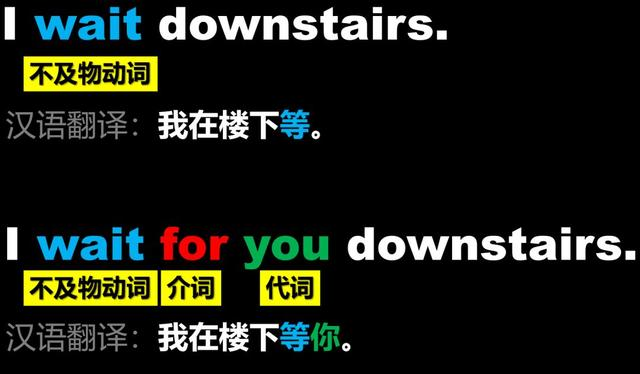 I wait downstairs.
不及物动词
汉语翻译：我在楼下等。
I wait for you downstairs.
不及物动词 介词 代词
汉语翻译：我在楼下等你。